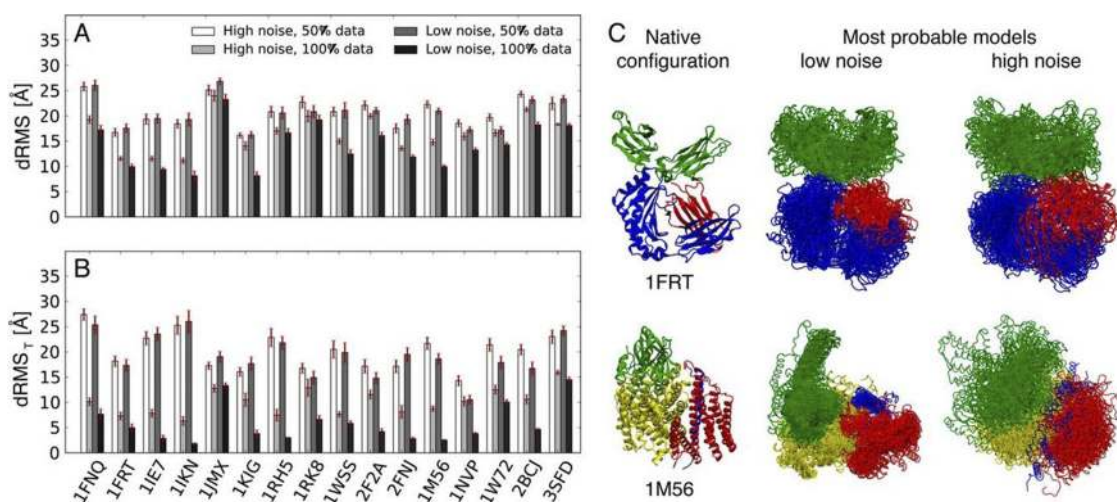 A
High noise, 50% data
High noise, 100% data
Low noise, 50% data
Low noise, 100% data
dRMS [Å]
35
30
25
20
15
10
5
0
B
dRMS_T [Å]
35
30
25
20
15
10
5
0
1FNQ
1FRT
1IE7
1IKN
1JMX
1KIG
1RH5
1RK8
1WSS
2F2A
2FNJ
1M56
1NVP
1W72
2BCJ
3SFD
C
Native
configuration
Most probable models
low noise
high noise
1FRT
1M56